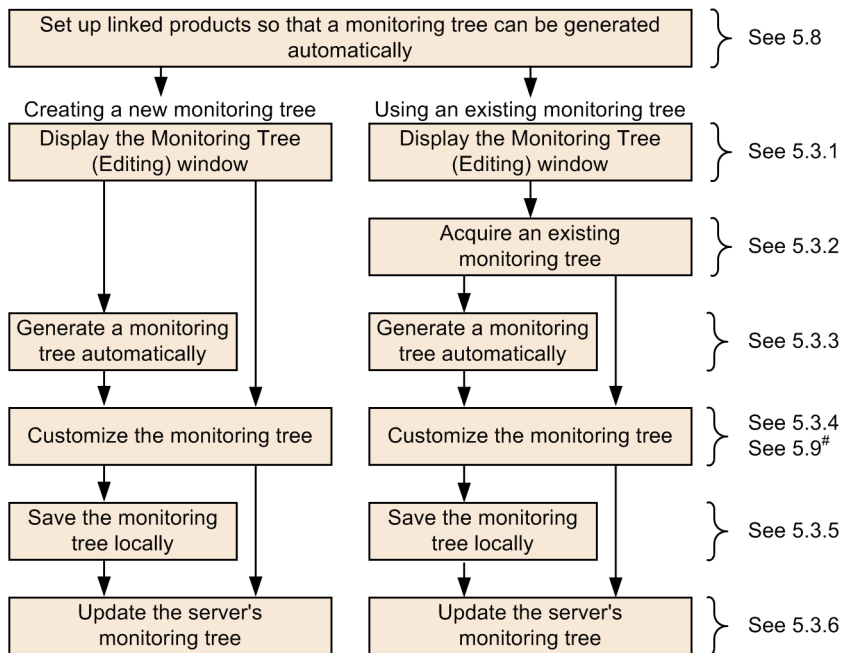 Set up linked products so that a monitoring tree can be generated
automatically
See 5.8
Creating a new monitoring tree
Using an existing monitoring tree
Display the Monitoring Tree
(Editing) window
Display the Monitoring Tree
(Editing) window
See 5.3.1
Acquire an existing
monitoring tree
See 5.3.2
Generate a monitoring
tree automatically
Generate a monitoring
tree automatically
See 5.3.3
Customize the monitoring tree
Customize the monitoring tree
See 5.3.4
See 5.9#
Save the monitoring
tree locally
Save the monitoring
tree locally
See 5.3.5
Update the server's
monitoring tree
Update the server's
monitoring tree
See 5.3.6